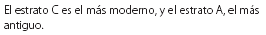 El estrato C es el más moderno, y el estrato A, el más
antiguo.